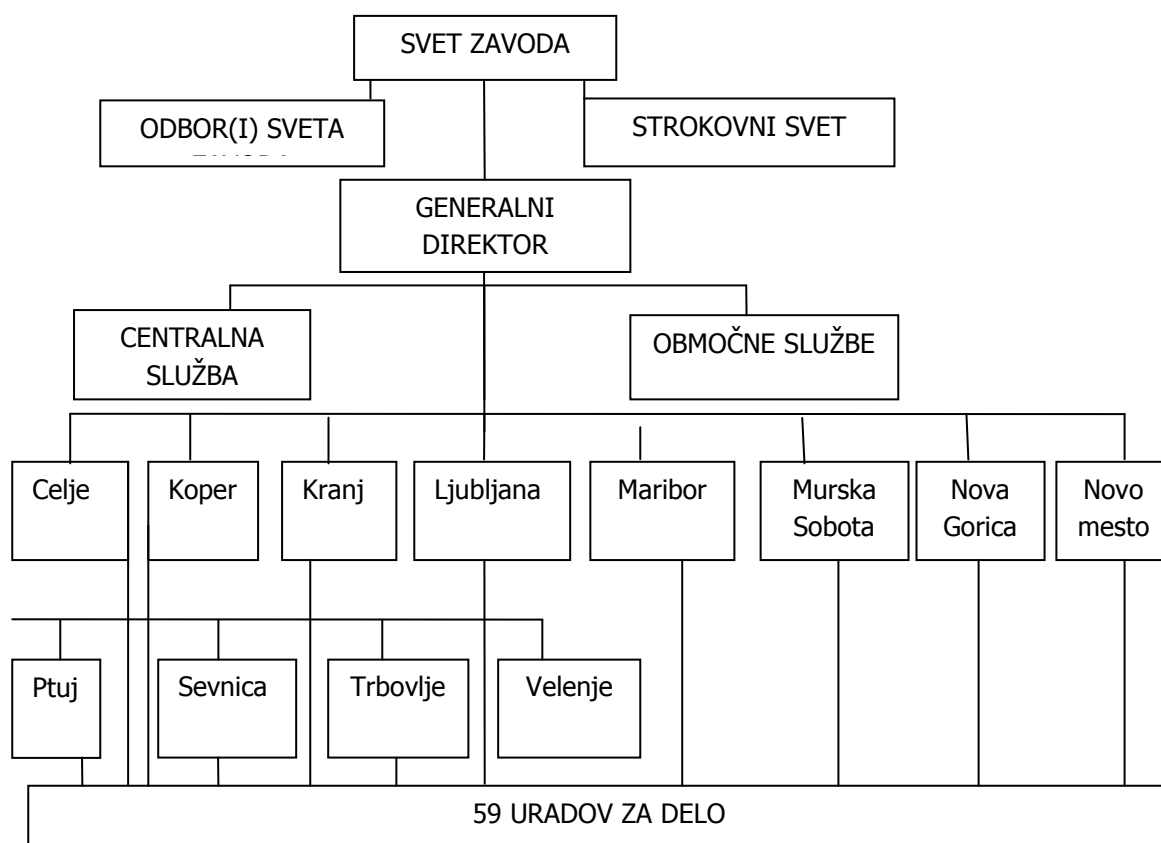 SVET ZAVODA
ODBOR(I) SVETA
STROKOVNI SVET
GENERALNI
DIREKTOR
CENTRALNA
SLUŽBA
OBMOČNE SLUŽBE
Celje
Koper
Kranj
Ljubljana
Maribor
Murska
Sobota
Nova
Gorica
Novo
mesto
Ptuj
Sevnica
Trbovlje
Velenje
59 URADOV ZA DELO